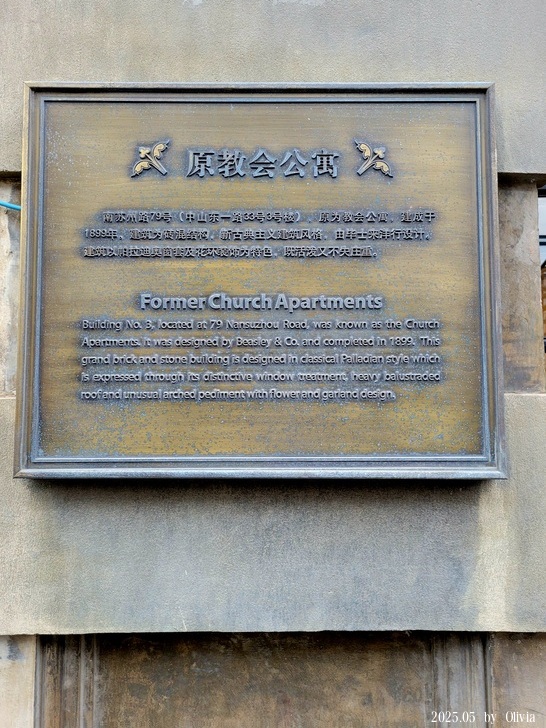 原教会公寓
南苏州路79号（中山东一路33号3号楼），原为教会公寓，建成于
1899年，建筑为砖混结构，新古典主义建筑风格，由毕士来洋行设计。
建筑以帕拉迪奥窗套及花环装饰为特色，既活泼又不失庄重。
Former Church Apartments
Building No. 3, located at 79 Nansuzhou Road, was known as the Church
Apartments. It was designed by Beasley & Co. and completed in 1899. This
grand brick and stone building is designed in classical Palladian style which
is expressed through its distinctive window treatment, heavy balustraded
roof and unusual arched pediment with flower and garland design.
2025.05 by Olivia